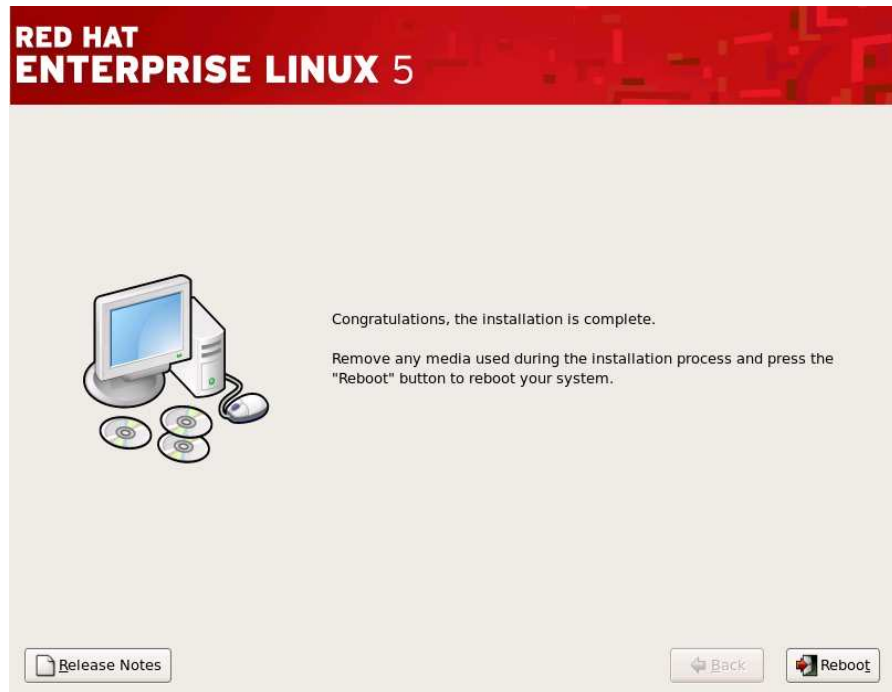 RED HAT
ENTERPRISE LINUX 5
Congratulations, the installation is complete.
Remove any media used during the installation process and press the
"Reboot" button to reboot your system.
Release Notes
Back
Reboot